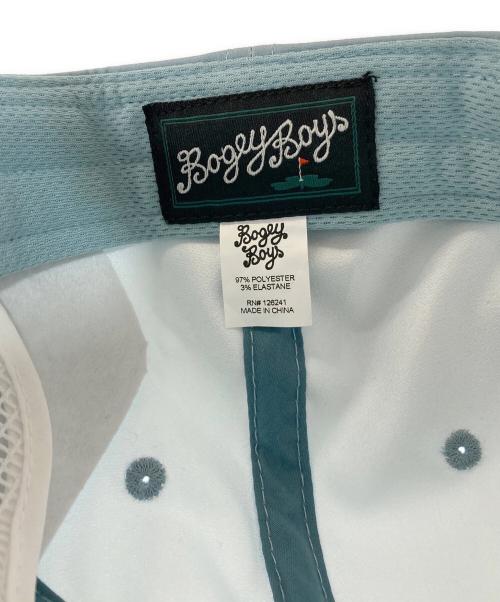 Bogey Boys
Bogey
Boys
97% POLYESTER
3% ELASTANE
RN# 126241
MADE IN CHINA